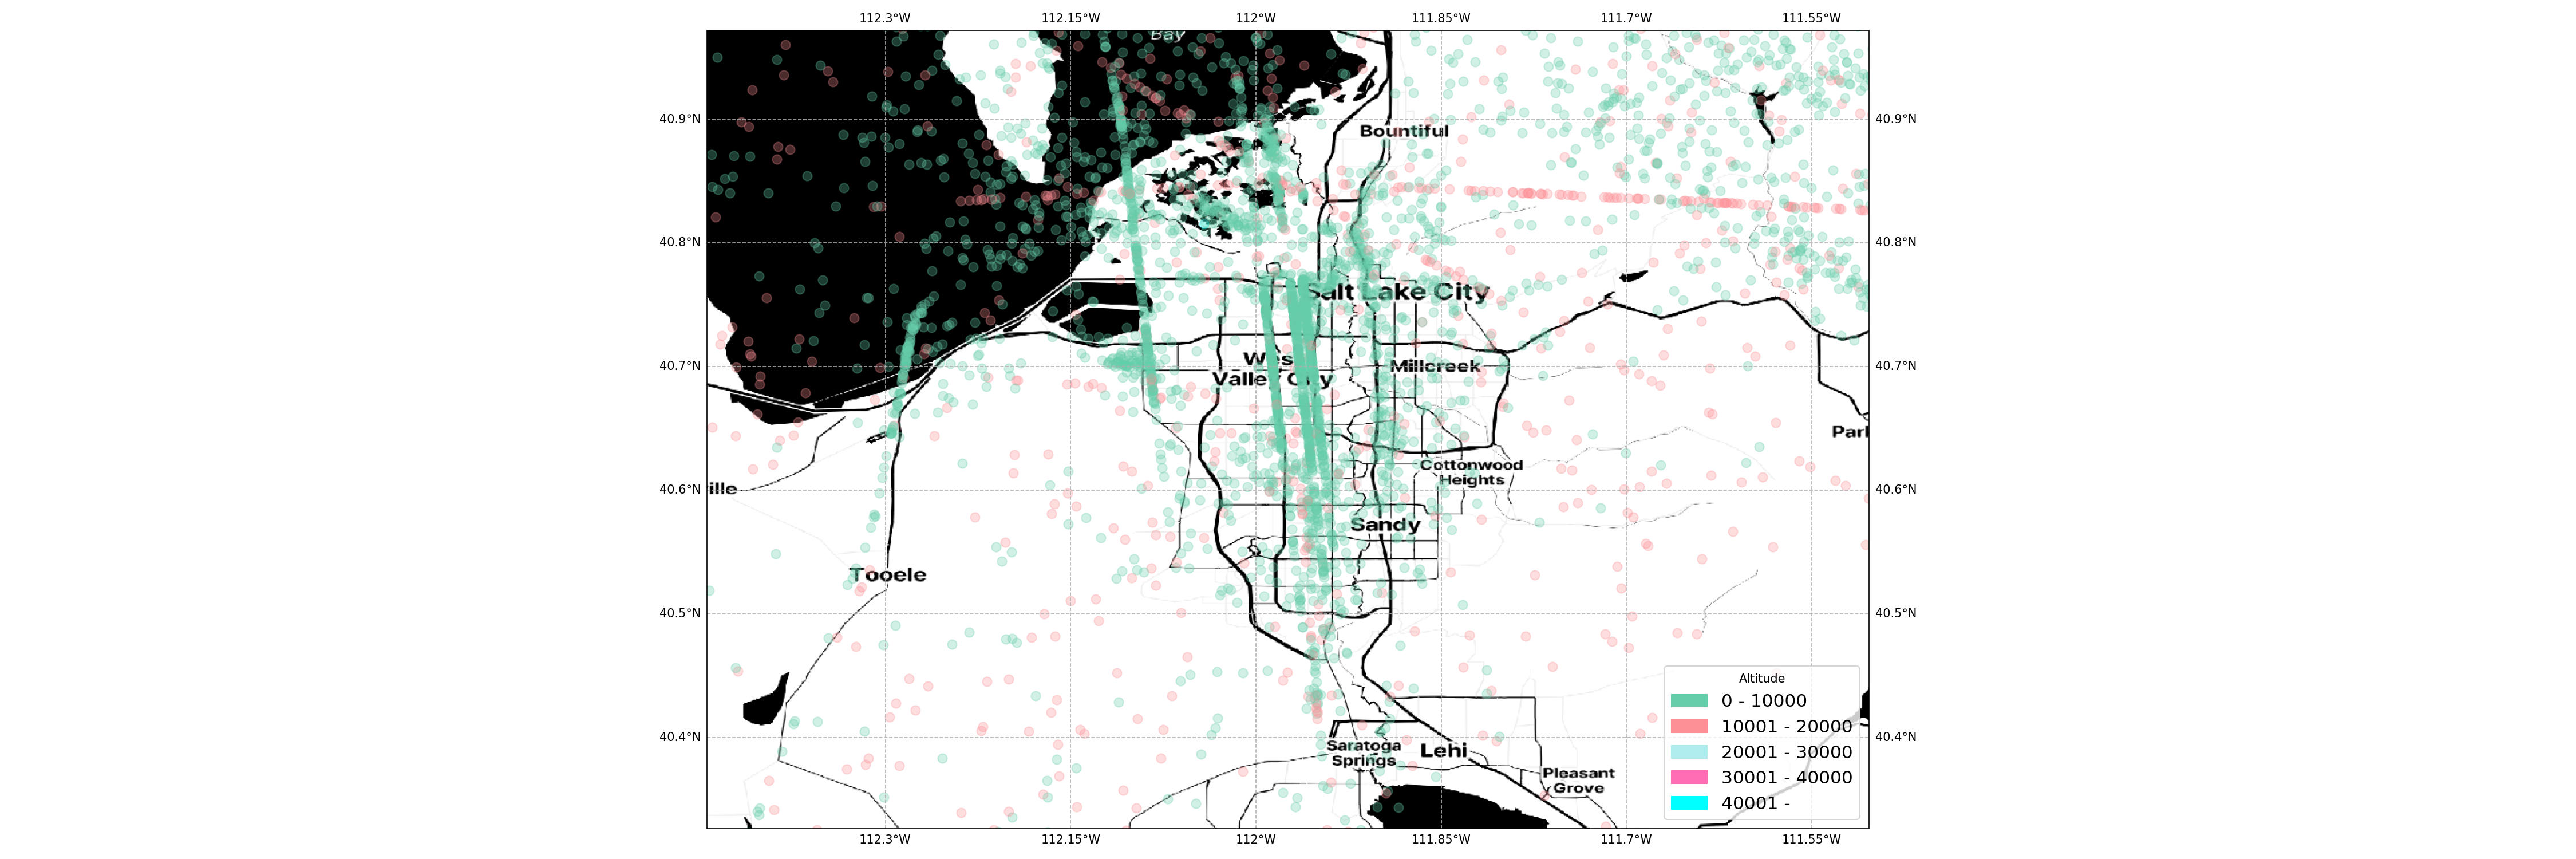 112.3°W 112.15°W 112°W 111.85°W 111.7°W 111.55°W
Bay
40.9°N 40.9°N
Bountiful
40.8°N 40.8°N
Salt Lake City
40.7°N 40.7°N
Wes
Valley City
Millcreek
Parl
Cottonwood
Heights
ille
40.6°N 40.6°N
Sandy
Tooele
40.5°N 40.5°N
Altitude
0 - 10000
10001 - 20000
20001 - 30000
30001 - 40000
40001 -
40.4°N 40.4°N
Saratoga
Springs
Lehi
Pleasant
Grove
112.3°W 112.15°W 112°W 111.85°W 111.7°W 111.55°W